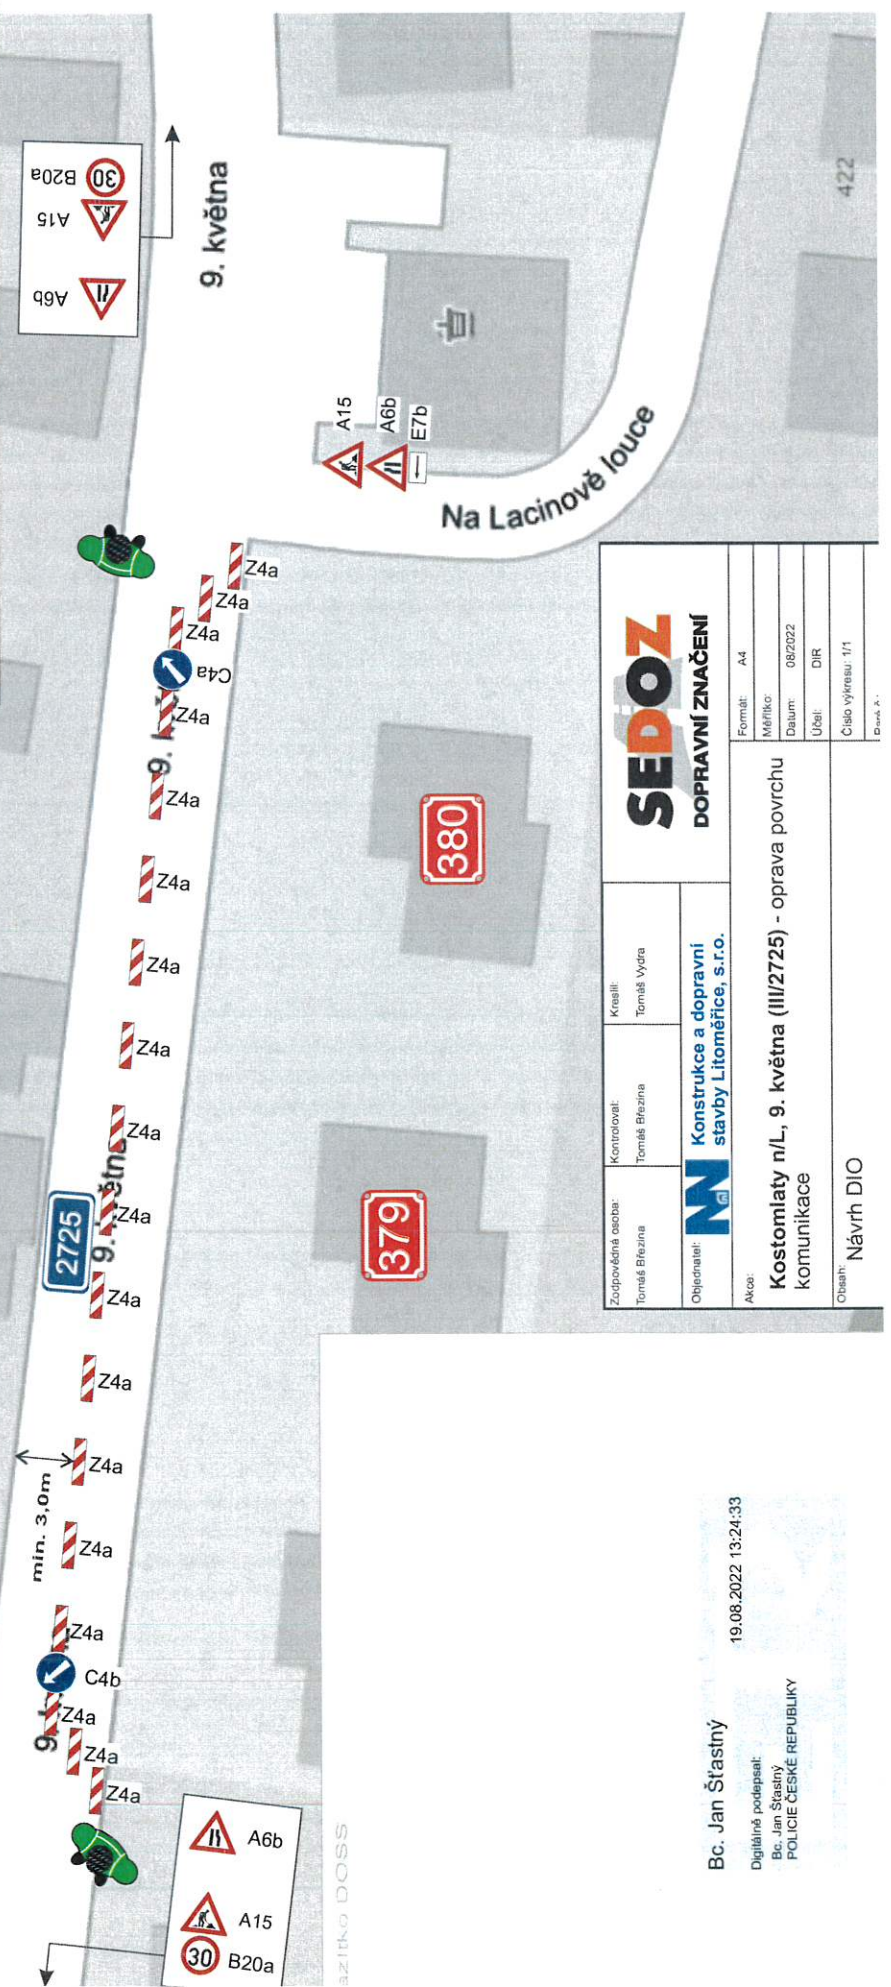 30 B20a
A15
A6b
9. května
422
A15
A6b
E7b
Na Lacinově louce
Z4a
Z4a
Z4a
C4a
Z4a
9. k
Z4a
Z4a
Z4a
Z4a
Z4a
Z4a
2725
9. května
Z4a
Z4a
Z4a
min. 3,0m
Z4a
Z4a
C4b
9.
Z4a
Z4a
Z4a
A6b
A15
30 B20a
380
379
Zodpovědná osoba:
Tomáš Březina
Kontroloval:
Tomáš Březina
Kreslil:
Tomáš Vydra
SEDOZ
DOPRAVNÍ ZNAČENÍ
Objednatel:
Konstrukce a dopravní
stavby Litoměřice, s.r.o.
Akce:
Kostomlaty n/L, 9. května (III/2725) - oprava povrchu
komunikace
Obsah:
Návrh DIO
Formát: A4
Měřítko:
Datum: 08/2022
Účel: DIR
Číslo výkresu: 1/1
Bc. Jan Šťastný
19.08.2022 13:24:33
Digitálně podepsal:
Bc. Jan Šťastný
POLICIE ČESKÉ REPUBLIKY
azítko DOSS